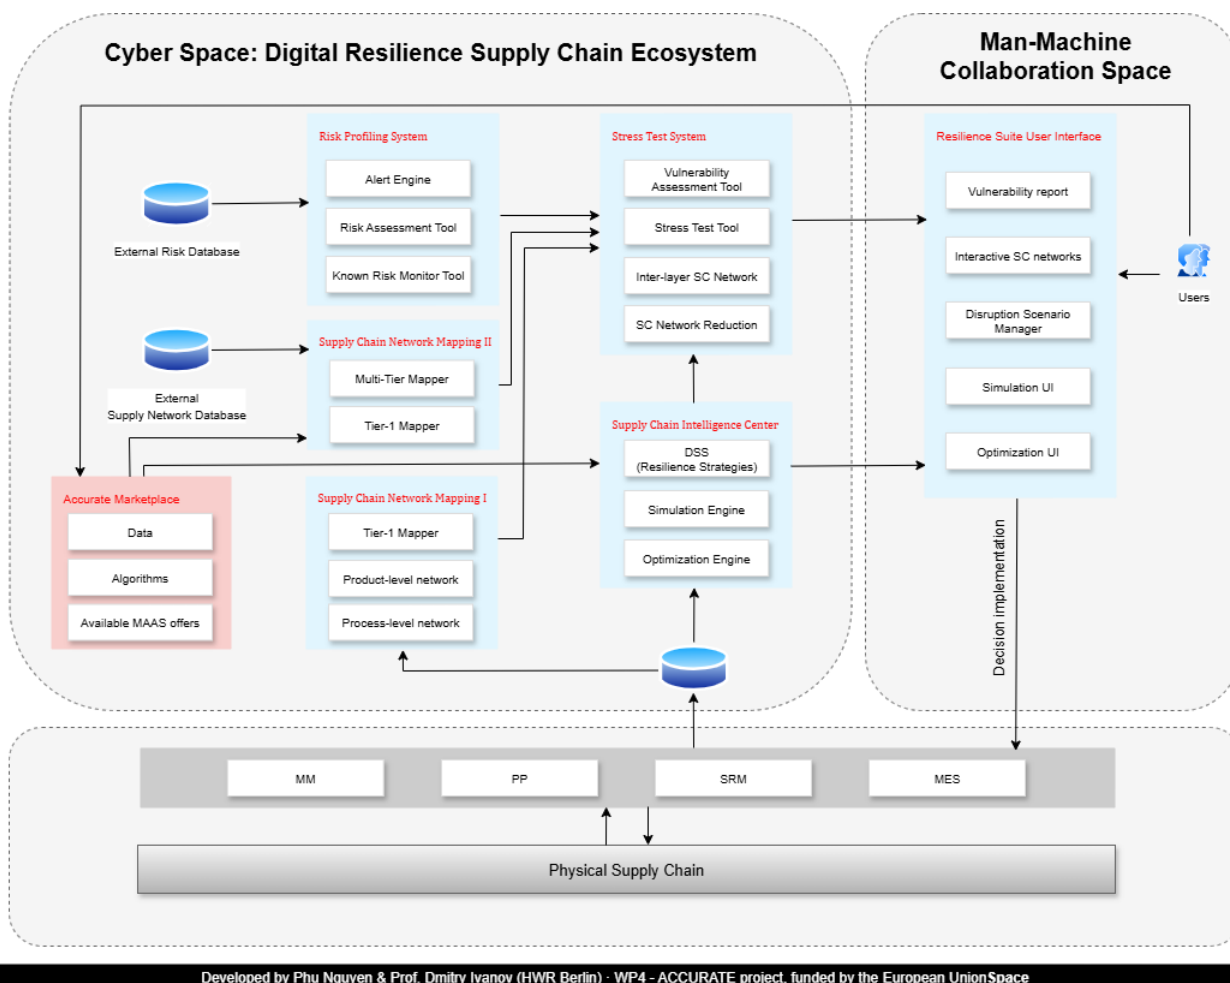 Cyber Space: Digital Resilience Supply Chain Ecosystem
Man-Machine
Collaboration Space
Risk Profiling System
Alert Engine
Risk Assessment Tool
Known Risk Monitor Tool
External Risk Database
Stress Test System
Vulnerability
Assessment Tool
Stress Test Tool
Inter-layer SC Network
SC Network Reduction
Resilience Suite User Interface
Vulnerability report
Interactive SC networks
Disruption Scenario
Manager
Simulation UI
Optimization UI
Users
Supply Chain Network Mapping II
Multi-Tier Mapper
Tier-1 Mapper
External
Supply Network Database
Supply Chain Intelligence Center
DSS
(Resilience Strategies)
Simulation Engine
Optimization Engine
Accurate Marketplace
Data
Algorithms
Available MAAS offers
Supply Chain Network Mapping I
Tier-1 Mapper
Product-level network
Process-level network
Decision implementation
MM
PP
SRM
MES
Physical Supply Chain
Developed by Phu Nguyen & Prof. Dmitry Ivanov (HWR Berlin) · WP4 - ACCURATE project, funded by the European UnionSpace